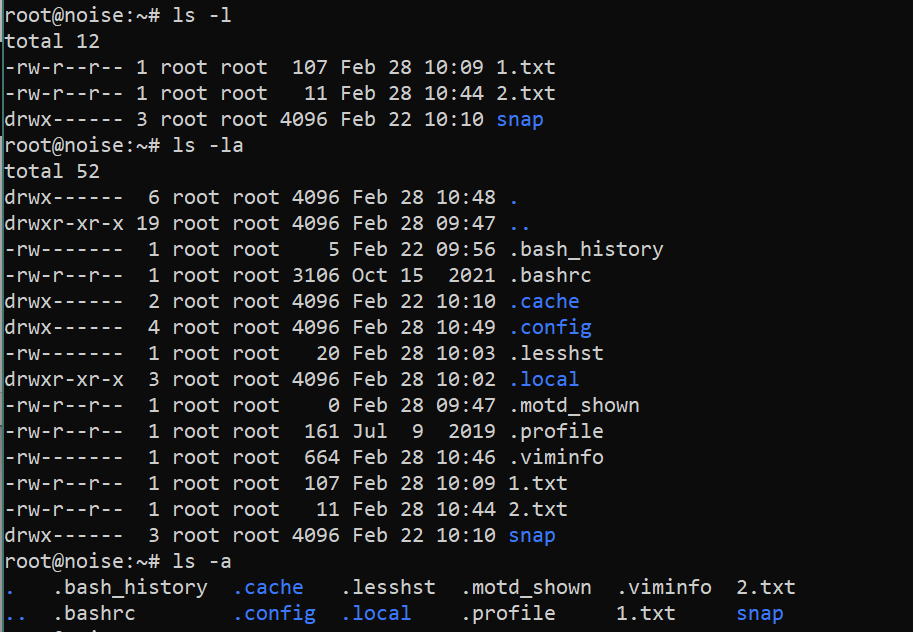 root@noise:~# ls -l
total 12
-rw-r--r-- 1 root root  107 Feb 28 10:09 1.txt
-rw-r--r-- 1 root root   11 Feb 28 10:44 2.txt
drwx------ 3 root root 4096 Feb 22 10:10 snap
root@noise:~# ls -la
total 52
drwx------  6 root root 4096 Feb 28 10:48 .
drwxr-xr-x 19 root root 4096 Feb 28 09:47 ..
-rw-------  1 root root    5 Feb 22 09:56 .bash_history
-rw-r--r--  1 root root 3106 Oct 15  2021 .bashrc
drwx------  2 root root 4096 Feb 22 10:10 .cache
drwx------  4 root root 4096 Feb 28 10:49 .config
-rw-------  1 root root   20 Feb 28 10:03 .lesshst
drwxr-xr-x  3 root root 4096 Feb 28 10:02 .local
-rw-r--r--  1 root root    0 Feb 28 09:47 .motd_shown
-rw-r--r--  1 root root  161 Jul  9  2019 .profile
-rw-------  1 root root  664 Feb 28 10:46 .viminfo
-rw-r--r--  1 root root  107 Feb 28 10:09 1.txt
-rw-r--r--  1 root root   11 Feb 28 10:44 2.txt
drwx------  3 root root 4096 Feb 22 10:10 snap
root@noise:~# ls -a
.   .bash_history  .cache   .lesshst  .motd_shown  .viminfo  2.txt
..  .bashrc        .config  .local    .profile     1.txt     snap